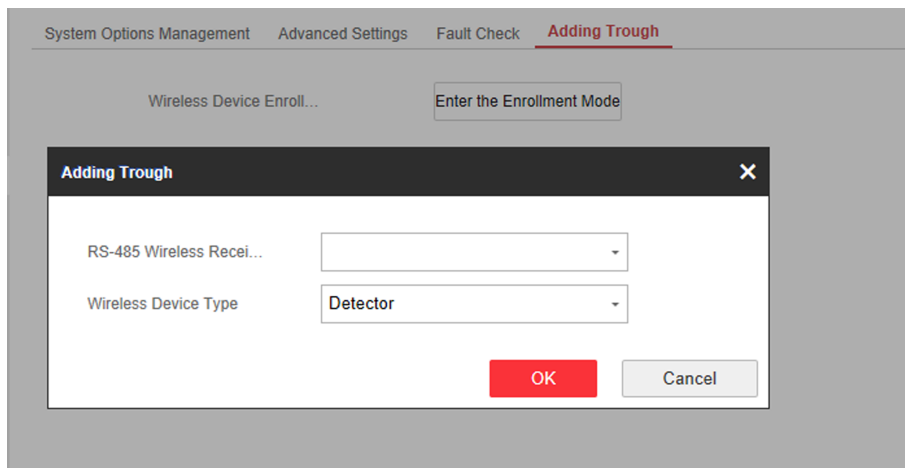 System Options Management Advanced Settings Fault Check Adding Trough
Wireless Device Enroll... Enter the Enrollment Mode
Adding Trough
RS-485 Wireless Recei...
Wireless Device Type Detector
OK Cancel